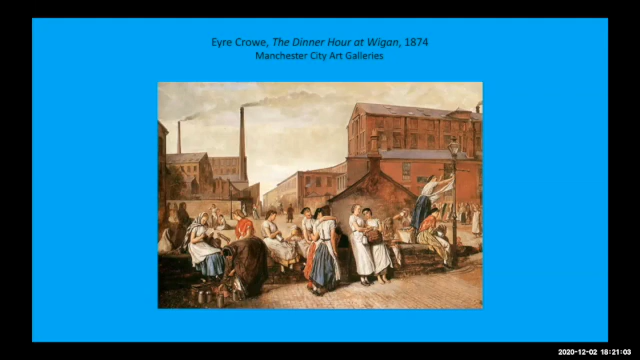 Eyre Crowe, The Dinner Hour at Wigan, 1874
Manchester City Art Galleries
2020-12-02 18:21:03